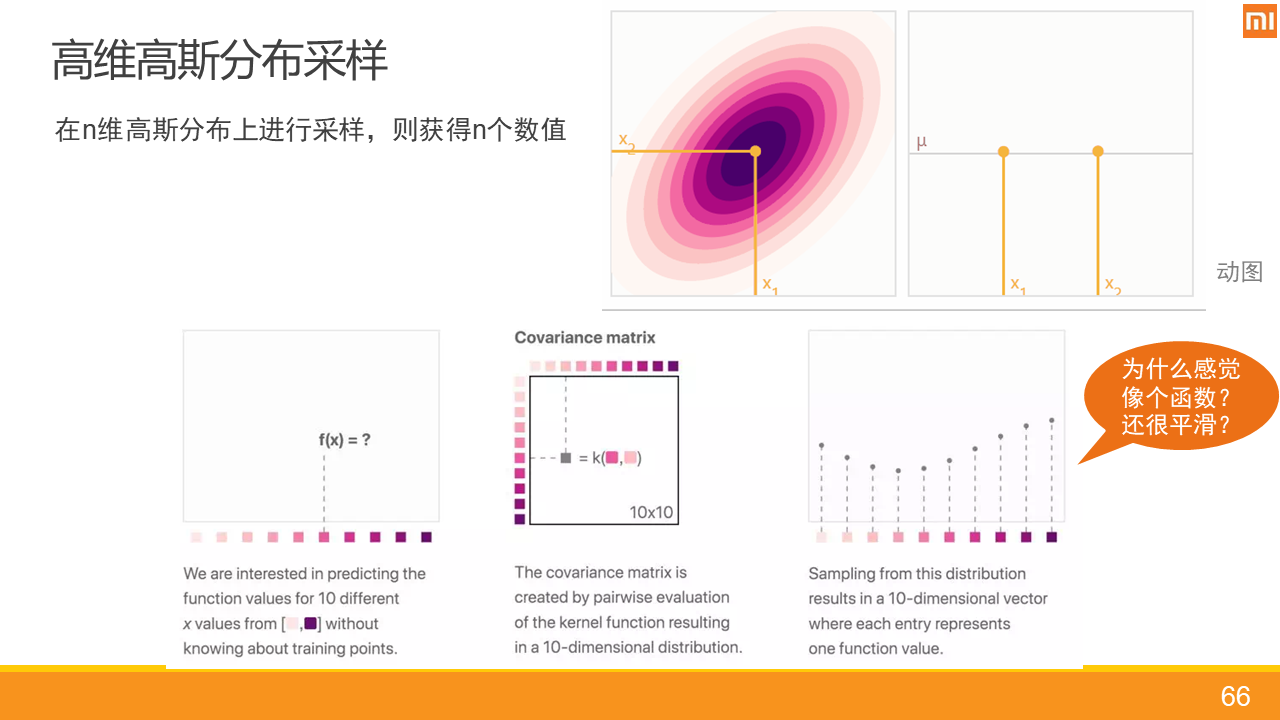 高维高斯分布采样
mi
在n维高斯分布上进行采样，则获得n个数值
x2
x1
μ
x1
x2
动图
f(x) = ?
We are interested in predicting the
function values for 10 different
x values from [ , ] without
knowing about training points.
Covariance matrix
= k( , )
10x10
The covariance matrix is
created by pairwise evaluation
of the kernel function resulting
in a 10-dimensional distribution.
Sampling from this distribution
results in a 10-dimensional vector
where each entry represents
one function value.
为什么感觉
像个函数？
还很平滑？
66